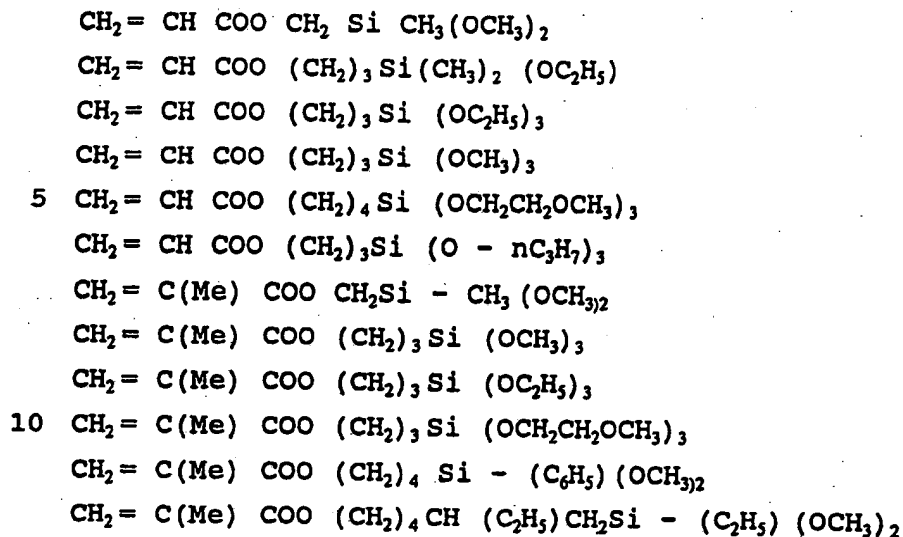 CH₂= CH COO CH₂ Si CH₃(OCH₃)₂
CH₂= CH COO (CH₂)₃Si(CH₃)₂ (OC₂H₅)
CH₂= CH COO (CH₂)₃Si (OC₂H₅)₃
CH₂= CH COO (CH₂)₃Si (OCH₃)₃
5 CH₂= CH COO (CH₂)₄Si (OCH₂CH₂OCH₃)₃
CH₂= CH COO (CH₂)₃Si (O - nC₃H₇)₃
CH₂= C(Me) COO CH₂Si - CH₃(OCH₃₎₂
CH₂= C(Me) COO (CH₂)₃Si (OCH₃)₃
CH₂= C(Me) COO (CH₂)₃Si (OC₂H₅)₃
10 CH₂= C(Me) COO (CH₂)₃Si (OCH₂CH₂OCH₃)₃
CH₂= C(Me) COO (CH₂)₄ Si - (C₆H₅)(OCH₃₎₂
CH₂= C(Me) COO (CH₂)₄CH (C₂H₅)CH₂Si - (C₂H₅) (OCH₃)₂